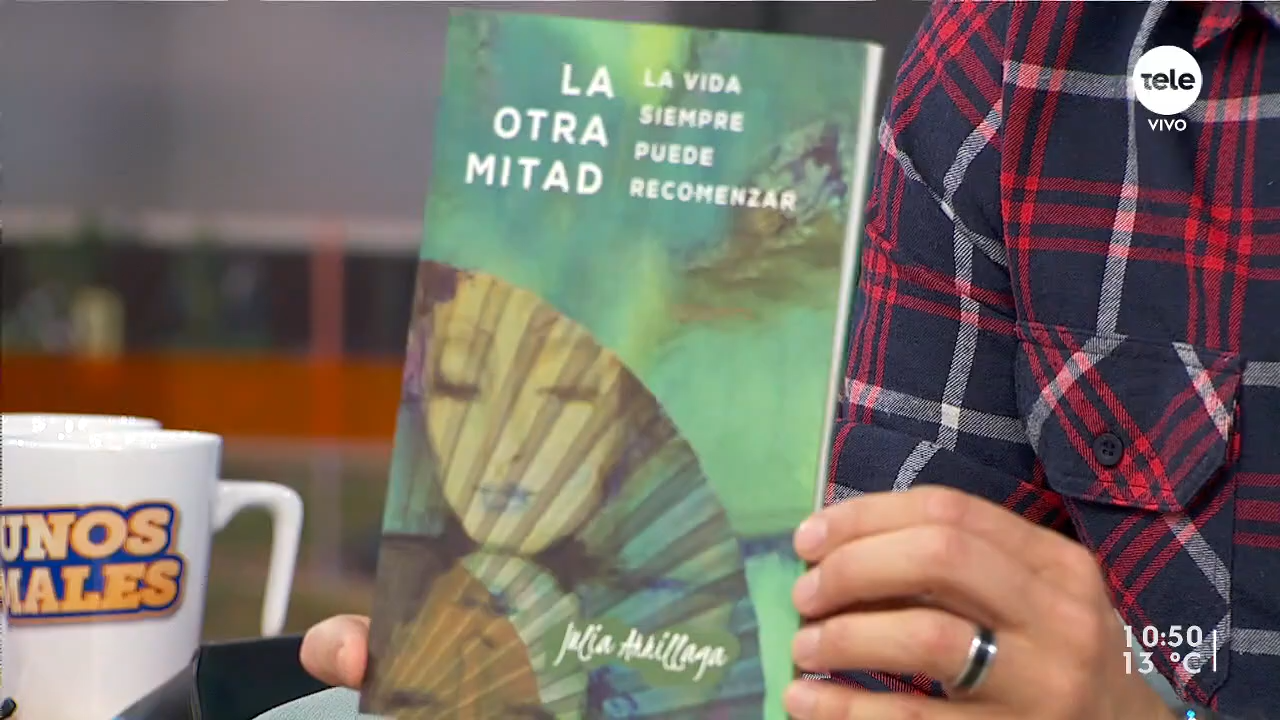 LA
OTRA
MITAD
LA VIDA
SIEMPRE
PUEDE
RECOMENZAR
Julia Arrillaga
UNOS
MALES
tele
VIVO
10:50
13 °C